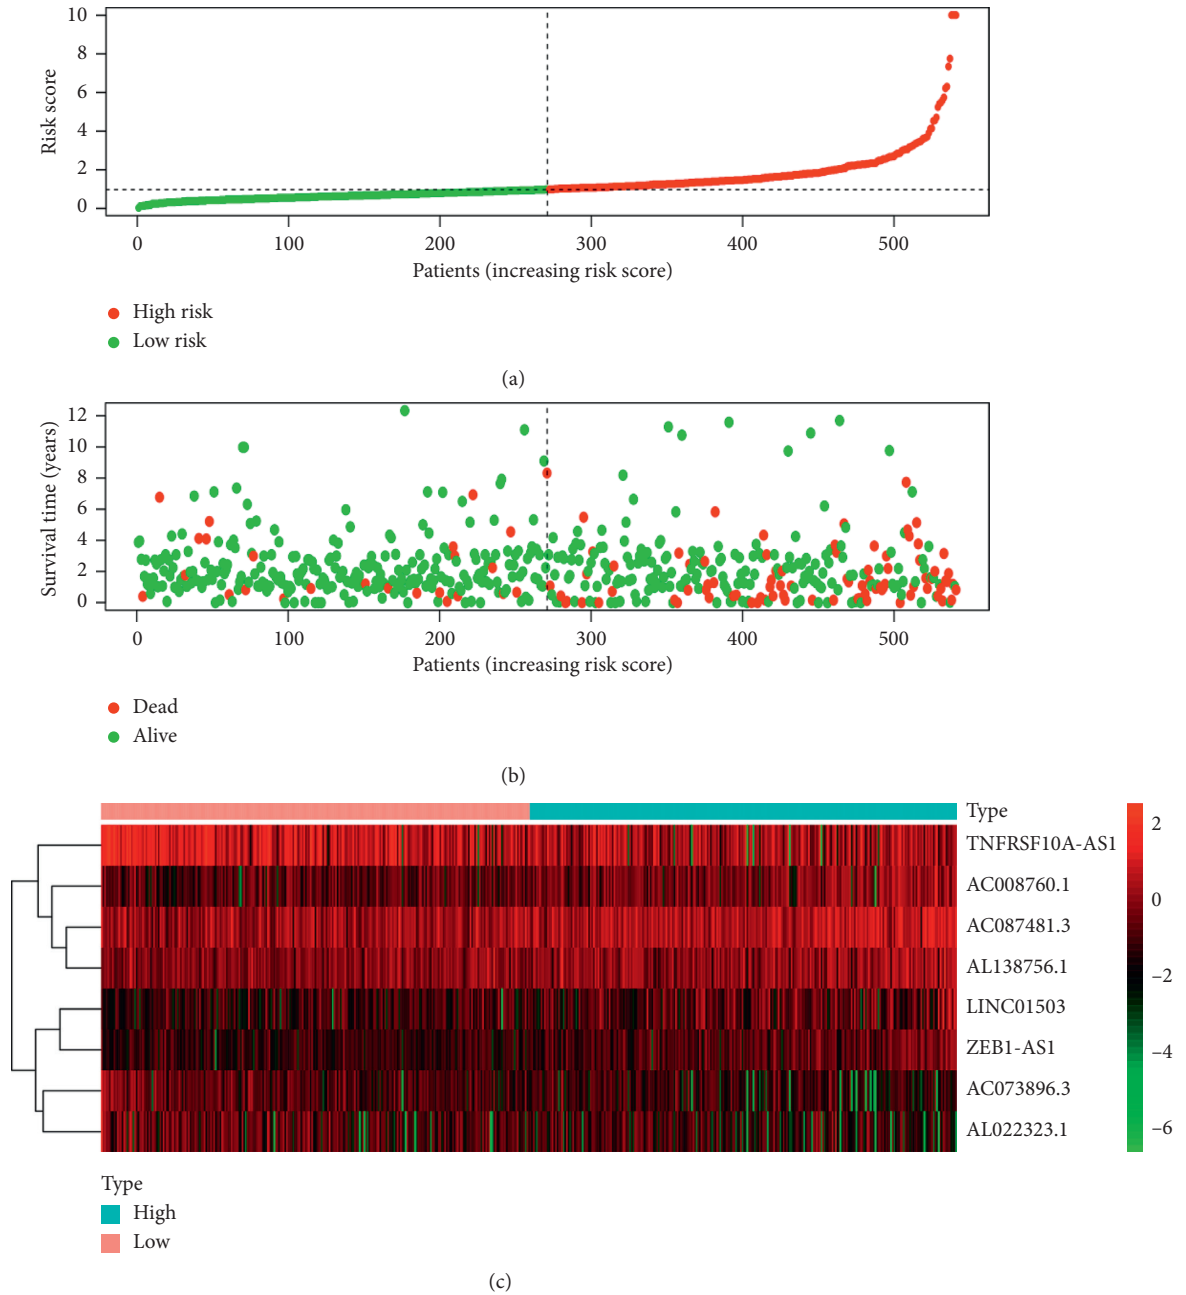 10
8
6
4
2
0
Risk score
0 100 200 300 400 500
Patients (increasing risk score)
High risk
Low risk
(a)
12
10
8
6
4
2
0
Survival time (years)
0 100 200 300 400 500
Patients (increasing risk score)
Dead
Alive
(b)
Type
TNFRSF10A-AS1
AC008760.1
AC087481.3
AL138756.1
LINC01503
ZEB1-AS1
AC073896.3
AL022323.1
2
0
−2
−4
−6
Type
High
Low
(c)